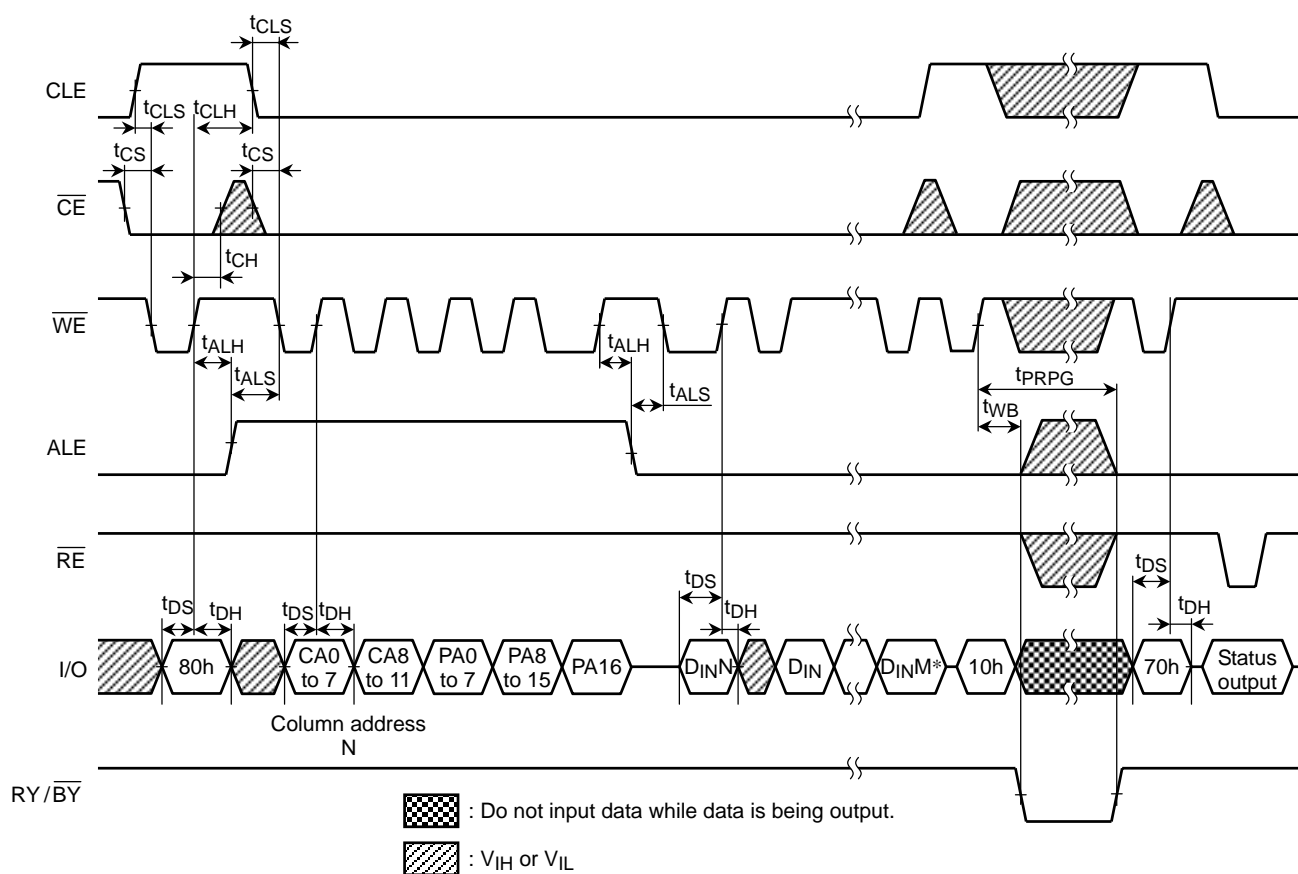 tCLS
CLE
tCLS tCLH
tCS tCS
CE
tCH
WE
tALH tALH
tALS tALS
tPRPG
tWB
ALE
RE
tDS tDH tDS tDH tDS tDH tDS tDH
I/O 80h CA0 to 7 CA8 to 11 PA0 to 7 PA8 to 15 PA16 DINN DIN DINM* 10h 70h Status output
Column address
N
RY/BY
: Do not input data while data is being output.
: VIH or VIL